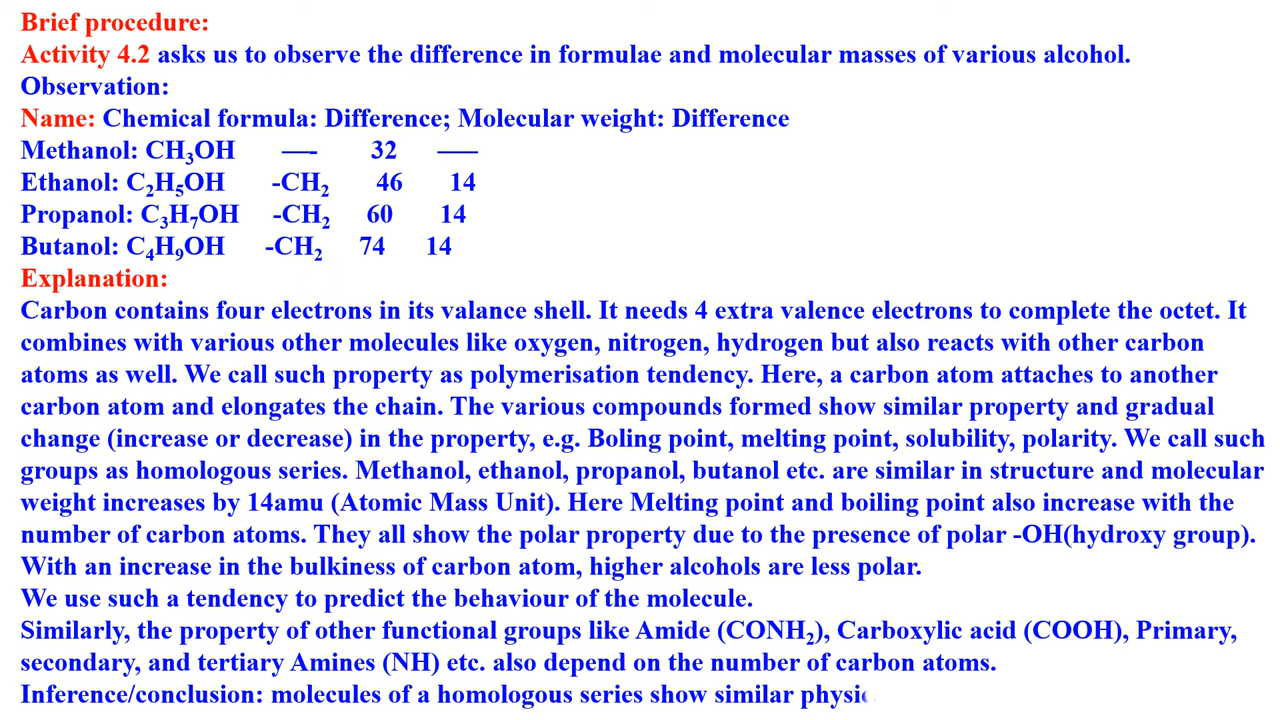 Brief procedure:
Activity 4.2 asks us to observe the difference in formulae and molecular masses of various alcohol.
Observation:
Name: Chemical formula: Difference; Molecular weight: Difference
Methanol: CH₃OH —- 32 —–
Ethanol: C₂H₅OH -CH₂ 46 14
Propanol: C₃H₇OH -CH₂ 60 14
Butanol: C₄H₉OH -CH₂ 74 14
Explanation:
Carbon contains four electrons in its valance shell. It needs 4 extra valence electrons to complete the octet. It
combines with various other molecules like oxygen, nitrogen, hydrogen but also reacts with other carbon
atoms as well. We call such property as polymerisation tendency. Here, a carbon atom attaches to another
carbon atom and elongates the chain. The various compounds formed show similar property and gradual
change (increase or decrease) in the property, e.g. Boling point, melting point, solubility, polarity. We call such
groups as homologous series. Methanol, ethanol, propanol, butanol etc. are similar in structure and molecular
weight increases by 14amu (Atomic Mass Unit). Here Melting point and boiling point also increase with the
number of carbon atoms. They all show the polar property due to the presence of polar -OH(hydroxy group).
With an increase in the bulkiness of carbon atom, higher alcohols are less polar.
We use such a tendency to predict the behaviour of the molecule.
Similarly, the property of other functional groups like Amide (CONH₂), Carboxylic acid (COOH), Primary,
secondary, and tertiary Amines (NH) etc. also depend on the number of carbon atoms.
Inference/conclusion: molecules of a homologous series show similar